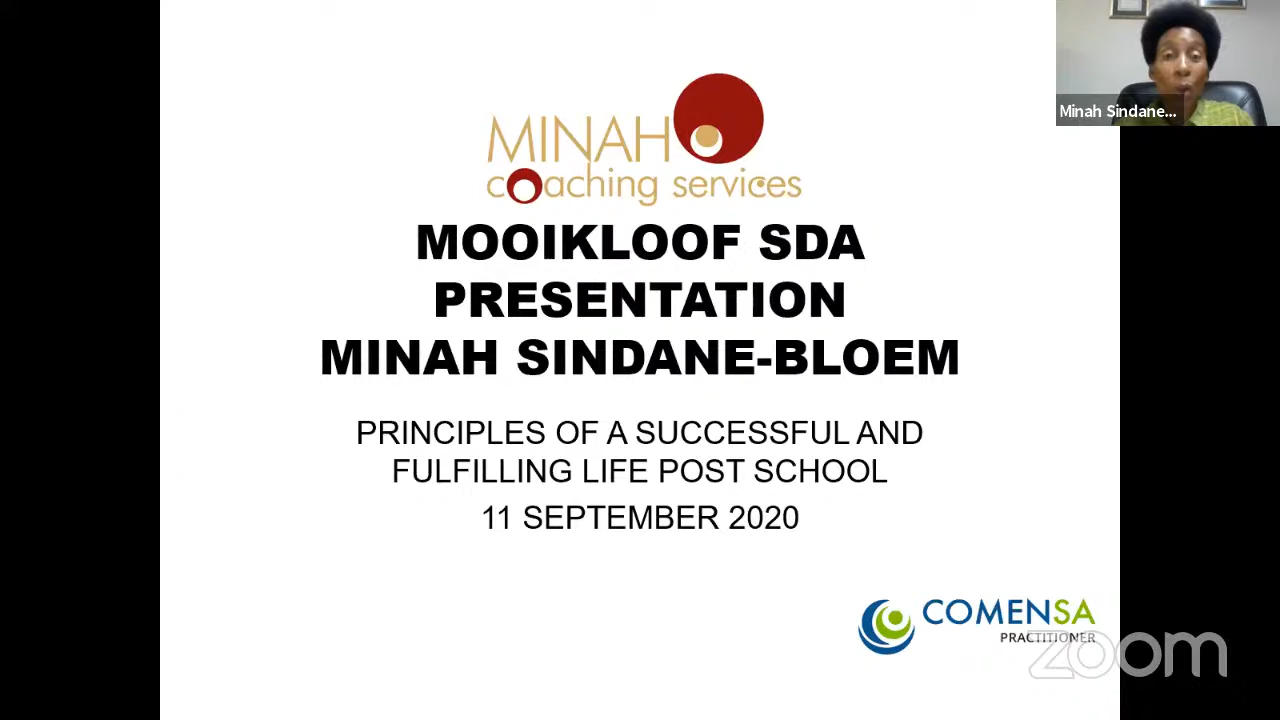 Minah Sindane...
MINAH
coaching services
MOOIKLOOF SDA
PRESENTATION
MINAH SINDANE-BLOEM
PRINCIPLES OF A SUCCESSFUL AND
FULFILLING LIFE POST SCHOOL
11 SEPTEMBER 2020
COMENSA
PRACTITIONER
zoom